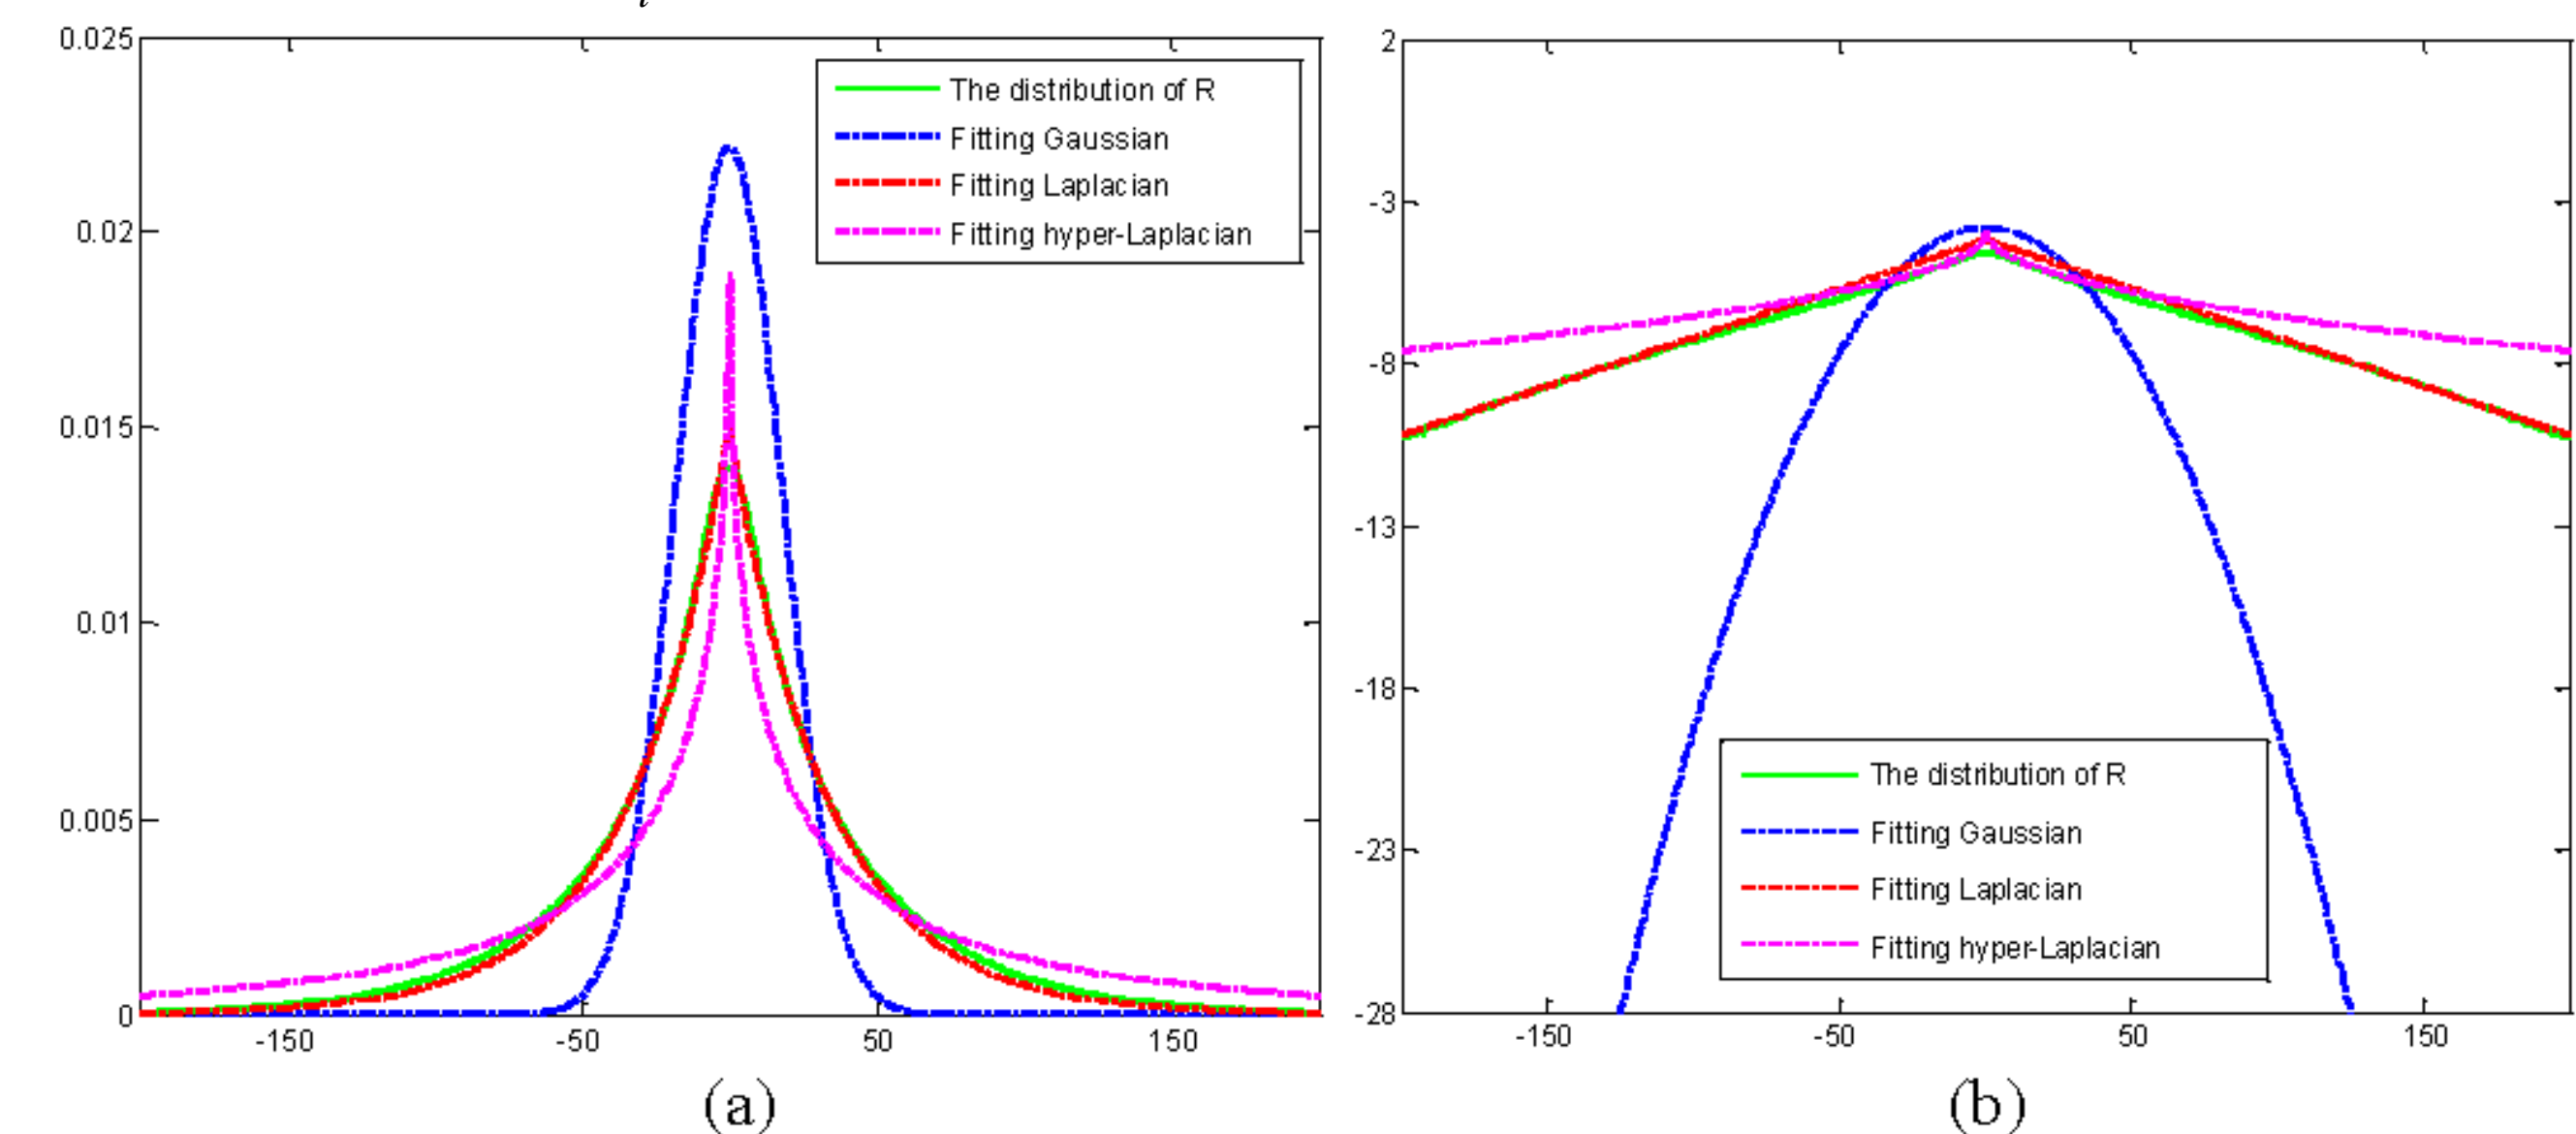 0.025
0.02
0.015
0.01
0.005
0
-150 -50 50 150
The distribution of R
Fitting Gaussian
Fitting Laplacian
Fitting hyper-Laplacian
(a)
2
-3
-8
-13
-18
-23
-28
-150 -50 50 150
The distribution of R
Fitting Gaussian
Fitting Laplacian
Fitting hyper-Laplacian
(b)